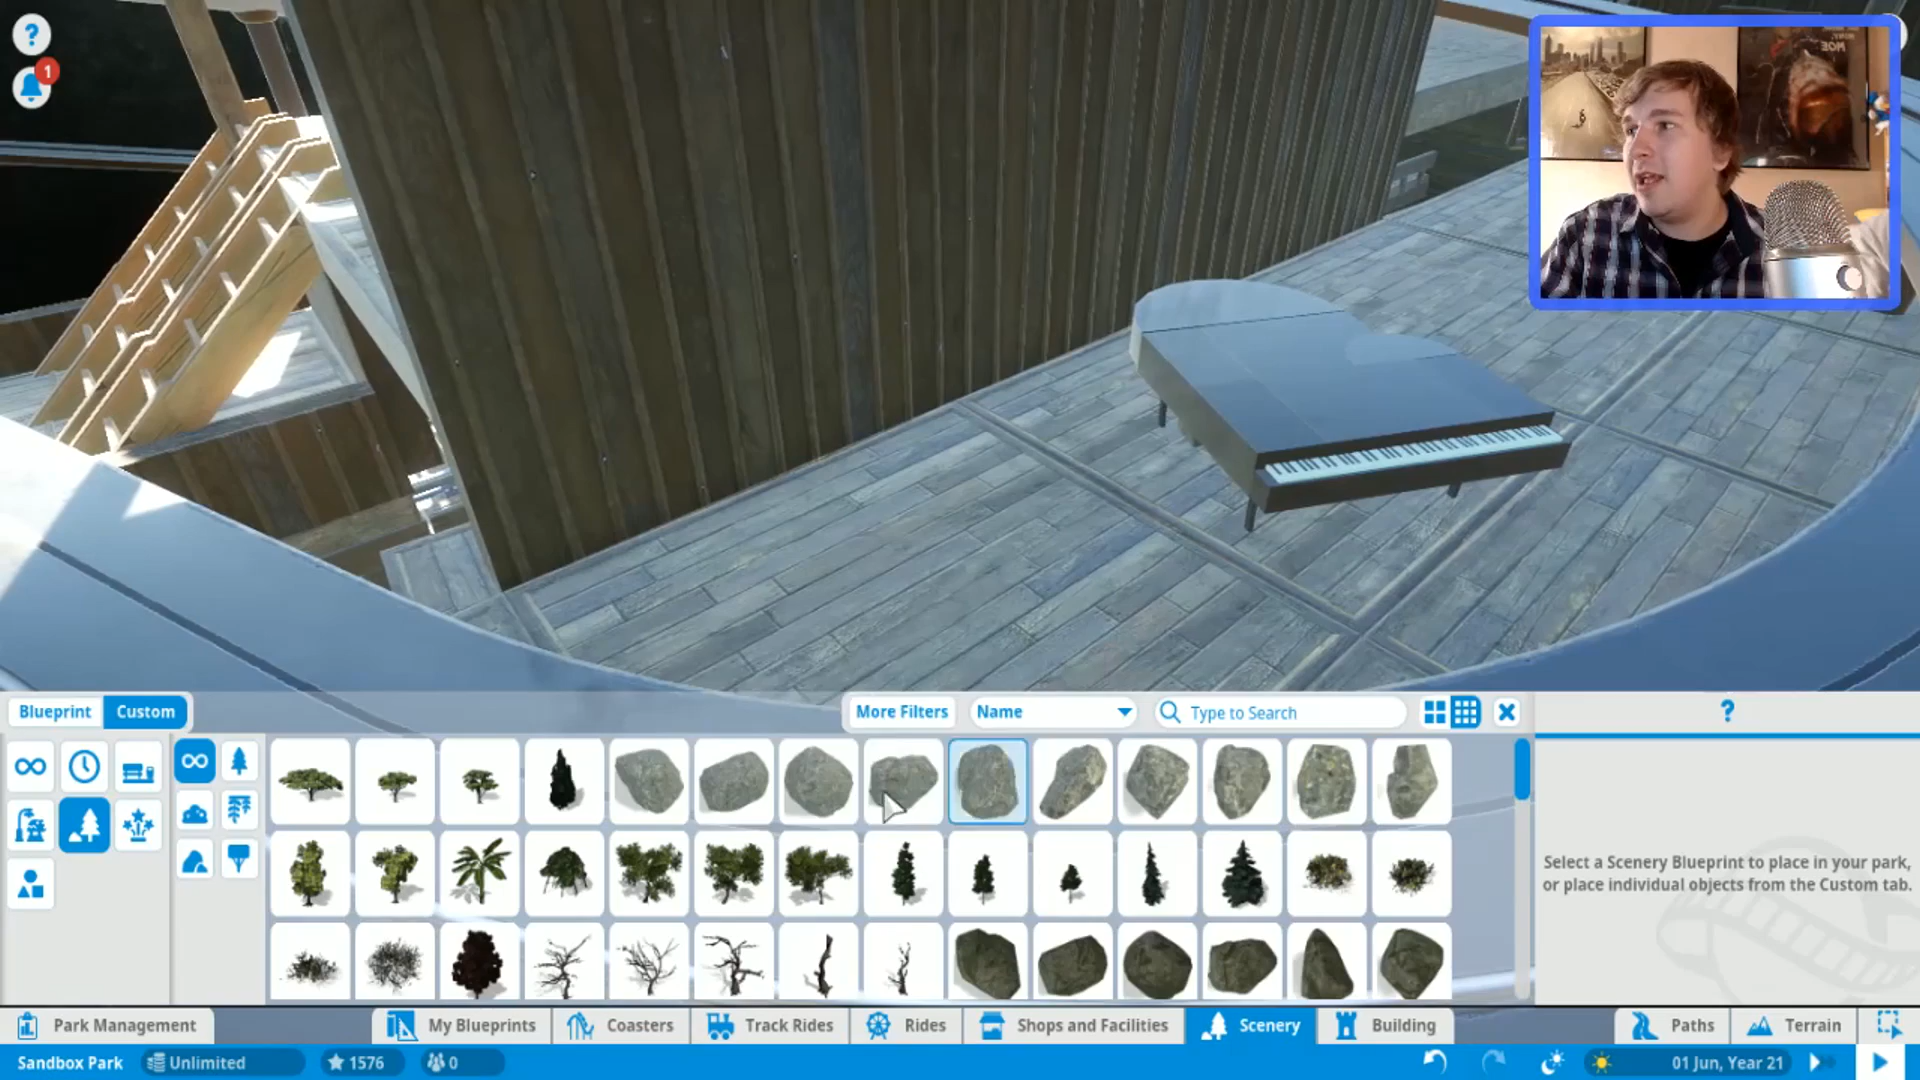 ?
1
Blueprint
Custom
More Filters
Name
Type to Search
?
Select a Scenery Blueprint to place in your park,
or place individual objects from the Custom tab.
Park Management
My Blueprints
Coasters
Track Rides
Rides
Shops and Facilities
Scenery
Building
Paths
Terrain
Sandbox Park
Unlimited
1576
0
01 Jun, Year 21